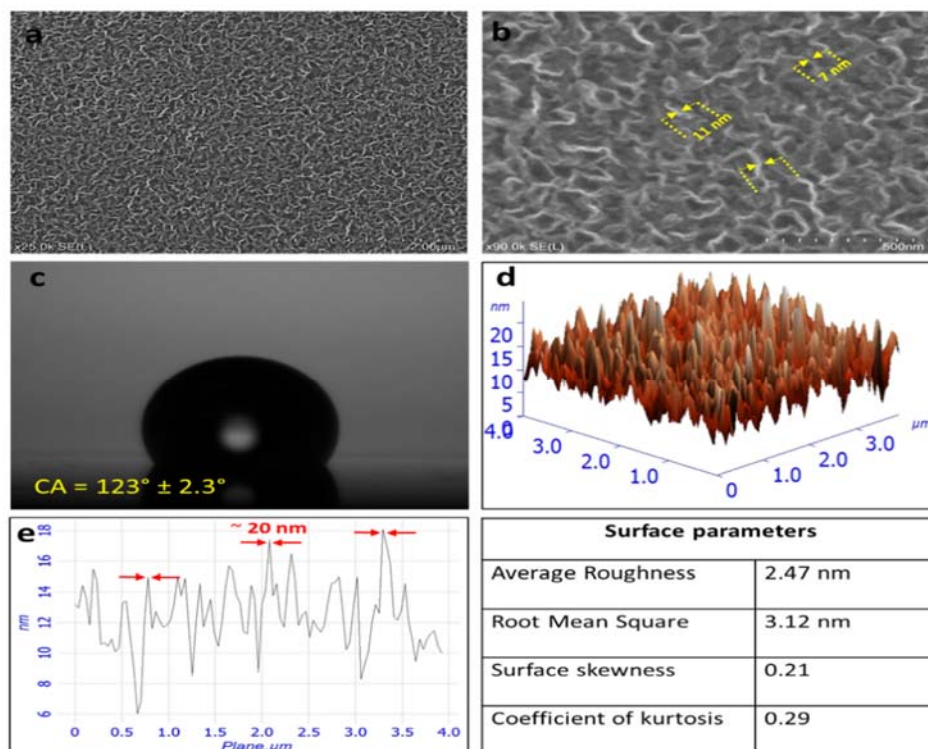 a
x25.0k SE(L) 2.00µm
b
7 nm
11 nm
x90.0k SE(L) 500nm
c
CA = 123° ± 2.3°
d
nm
20
15
10
5
0
4.0
3.0
2.0
1.0
0
1.0
2.0
3.0
µm
e
~ 20 nm
nm
18
16
14
12
10
8
6
0 0.5 1.0 1.5 2.0 2.5 3.0 3.5 4.0
Plane,µm
Surface parameters
Average Roughness 2.47 nm
Root Mean Square 3.12 nm
Surface skewness 0.21
Coefficient of kurtosis 0.29